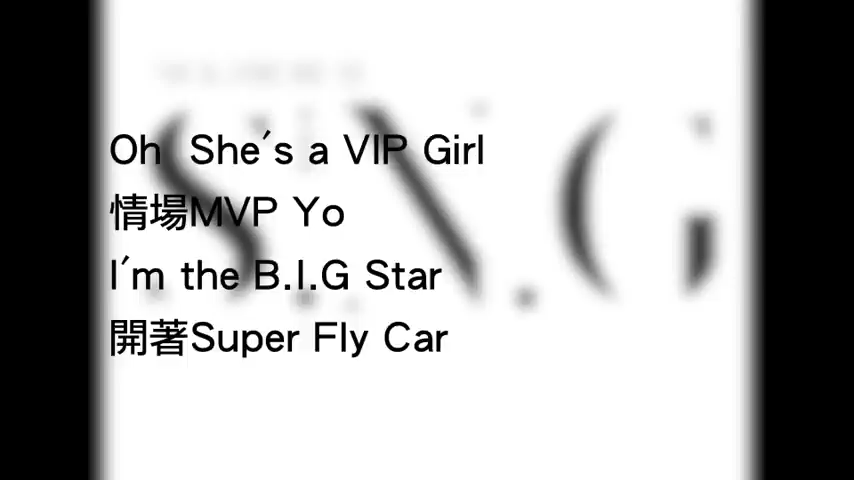 Oh  She's a VIP Girl
情場MVP Yo
I'm the B.I.G Star
開著Super Fly Car